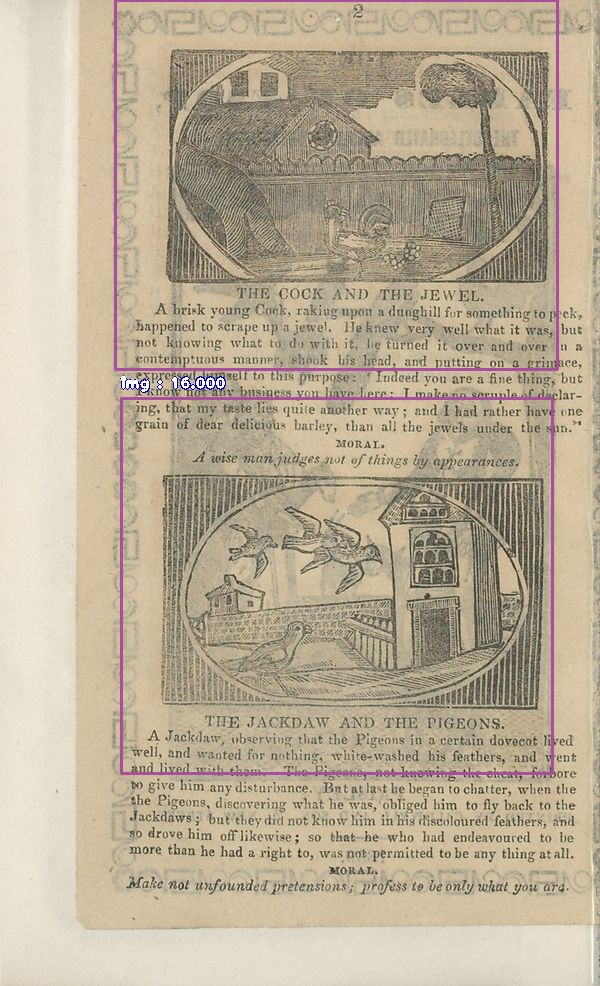 2
THE COCK AND THE JEWEL.
A brisk young Cock, raking upon a dunghill for something to peck,
happened to scrape up a jewel. He knew very well what it was, but
not knowing what to do with it, he turned it over and over in a
contemptuous manner, shook his head, and putting on a grimace,
expressed himself to this purpose: "Indeed you are a fine thing, but
Img : 16.000
I know not any business you have here: I make no scruple of declar-
ing, that my taste lies quite another way; and I had rather have one
grain of dear delicious barley, than all the jewels under the sun."
MORAL.
A wise man judges not of things by appearances.
THE JACKDAW AND THE PIGEONS.
A Jackdaw, observing that the Pigeons in a certain dovecot lived
well, and wanted for nothing, white-washed his feathers, and went
and lived with them. The Pigeons, not knowing the cheat, forbore
to give him any disturbance. But at last he began to chatter, when the
the Pigeons, discovering what he was, obliged him to fly back to the
Jackdaws; but they did not know him in his discoloured feathers, and
so drove him off likewise; so that he who had endeavoured to be
more than he had a right to, was not permitted to be any thing at all.
MORAL.
Make not unfounded pretensions; profess to be only what you are.